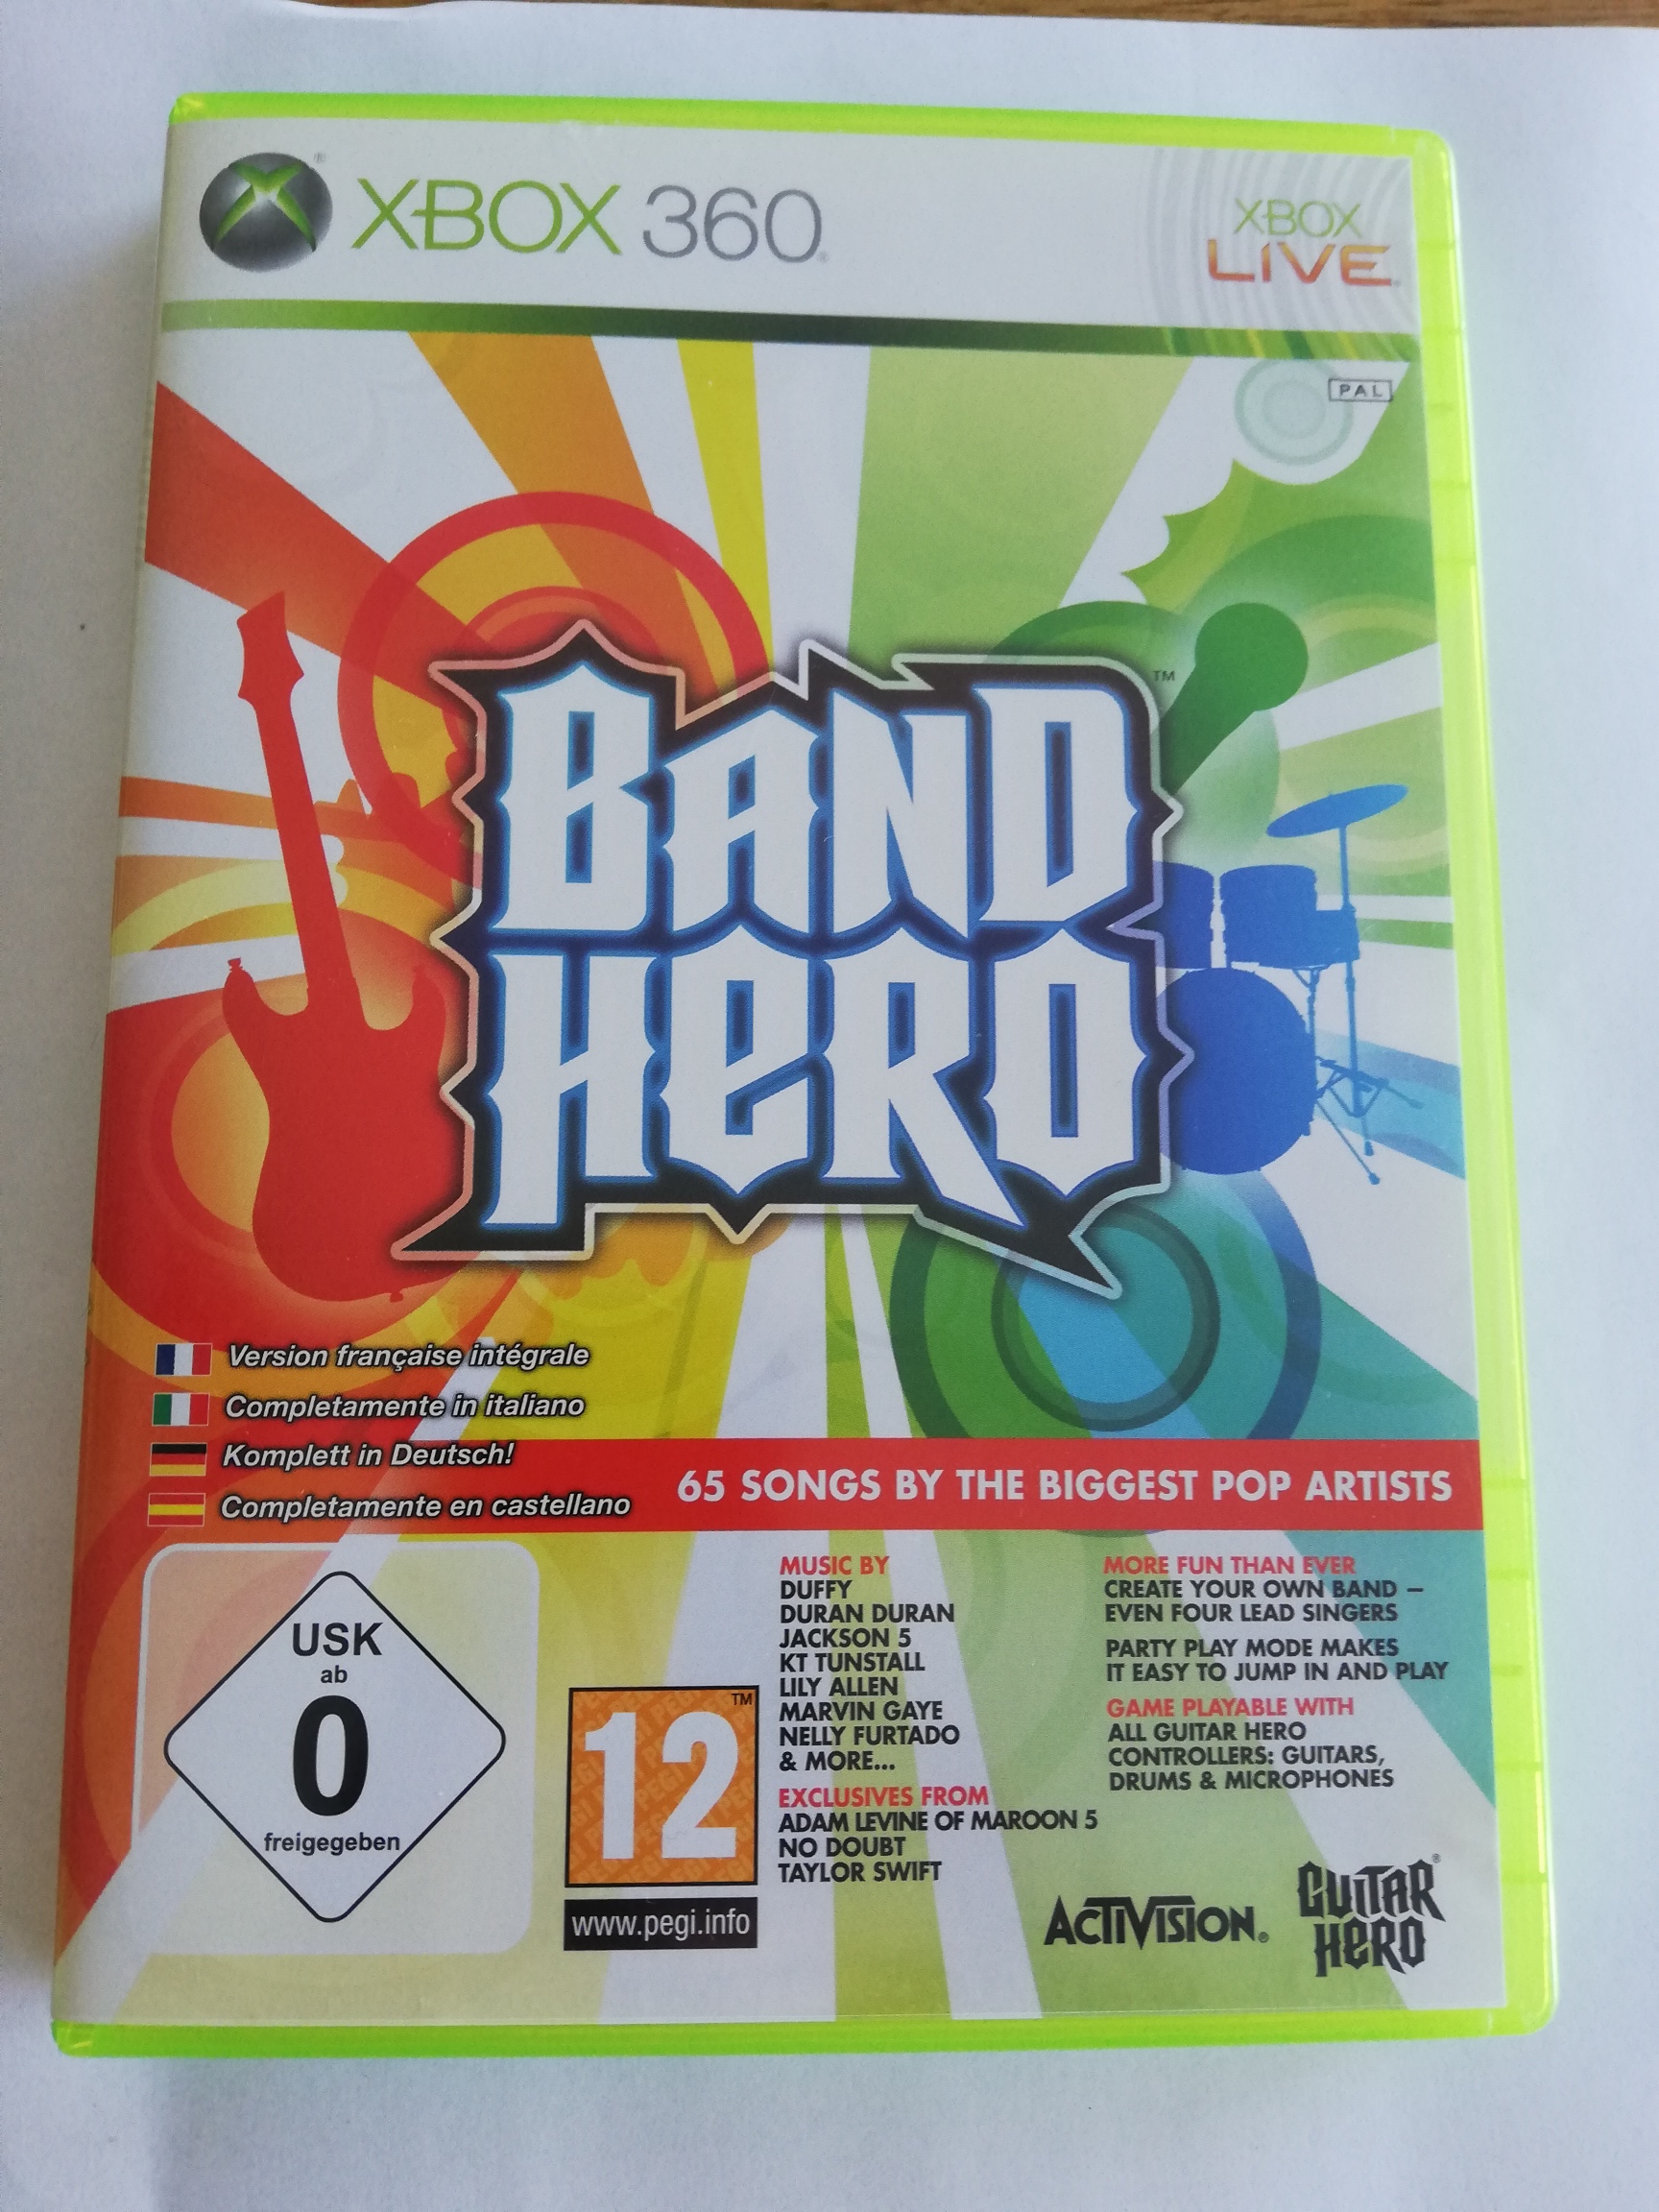 XBOX 360®
XBOX
LIVE®
PAL
BAND™
HERO
Version française intégrale
Completamente in italiano
Komplett in Deutsch!
Completamente en castellano
65 SONGS BY THE BIGGEST POP ARTISTS
USK
ab
0
freigegeben
12™
www.pegi.info
MUSIC BY
DUFFY
DURAN DURAN
JACKSON 5
KT TUNSTALL
LILY ALLEN
MARVIN GAYE
NELLY FURTADO
& MORE...
EXCLUSIVES FROM
ADAM LEVINE OF MAROON 5
NO DOUBT
TAYLOR SWIFT
MORE FUN THAN EVER
CREATE YOUR OWN BAND –
EVEN FOUR LEAD SINGERS
PARTY PLAY MODE MAKES
IT EASY TO JUMP IN AND PLAY
GAME PLAYABLE WITH
ALL GUITAR HERO
CONTROLLERS: GUITARS,
DRUMS & MICROPHONES
ACTIVISION®
GUITAR®
HERO